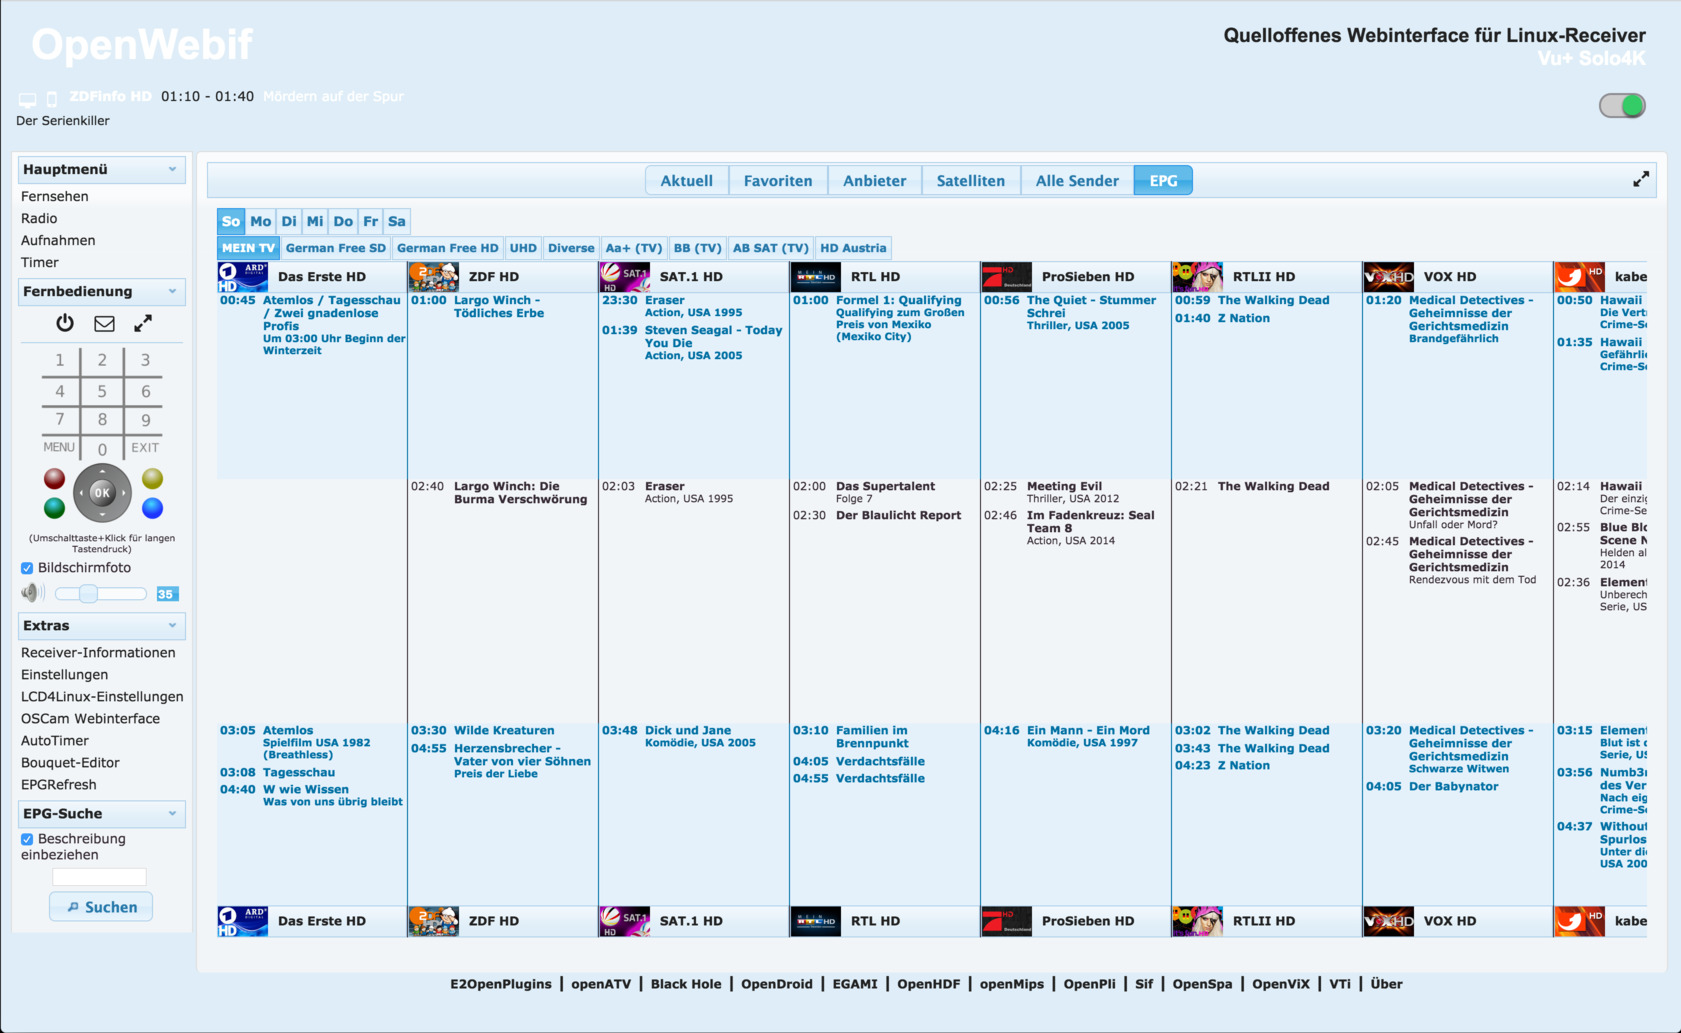 OpenWebif
Quelloffenes Webinterface für Linux-Receiver
Vu+ Solo4K
ZDFinfo HD 01:10 - 01:40 Mördern auf der Spur
Der Serienkiller
Hauptmenü
Fernsehen
Radio
Aufnahmen
Timer
Fernbedienung
1 2 3
4 5 6
7 8 9
MENU 0 EXIT
OK
(Umschalttaste+Klick für langen
Tastendruck)
Bildschirmfoto
35
Extras
Receiver-Informationen
Einstellungen
LCD4Linux-Einstellungen
OSCam Webinterface
AutoTimer
Bouquet-Editor
EPGRefresh
EPG-Suche
Beschreibung
einbeziehen
Suchen
Aktuell Favoriten Anbieter Satelliten Alle Sender EPG
So Mo Di Mi Do Fr Sa
MEIN TV German Free SD German Free HD UHD Diverse Aa+ (TV) BB (TV) AB SAT (TV) HD Austria
Das Erste HD ZDF HD SAT.1 HD RTL HD ProSieben HD RTLII HD VOX HD kabe
00:45 Atemlos / Tagesschau
/ Zwei gnadenlose
Profis
Um 03:00 Uhr Beginn der
Winterzeit
01:00 Largo Winch -
Tödliches Erbe
23:30 Eraser
Action, USA 1995
01:39 Steven Seagal - Today
You Die
Action, USA 2005
01:00 Formel 1: Qualifying
Qualifying zum Großen
Preis von Mexiko
(Mexiko City)
00:56 The Quiet - Stummer
Schrei
Thriller, USA 2005
00:59 The Walking Dead
01:40 Z Nation
01:20 Medical Detectives -
Geheimnisse der
Gerichtsmedizin
Brandgefährlich
00:50 Hawaii
Die Vert
Crime-Se
01:35 Hawaii
Gefährlic
Crime-Se
02:40 Largo Winch: Die
Burma Verschwörung
02:03 Eraser
Action, USA 1995
02:00 Das Supertalent
Folge 7
02:30 Der Blaulicht Report
02:25 Meeting Evil
Thriller, USA 2012
02:46 Im Fadenkreuz: Seal
Team 8
Action, USA 2014
02:21 The Walking Dead
02:05 Medical Detectives -
Geheimnisse der
Gerichtsmedizin
Unfall oder Mord?
02:45 Medical Detectives -
Geheimnisse der
Gerichtsmedizin
Rendezvous mit dem Tod
02:14 Hawaii
Der einzig
Crime-Se
02:55 Blue Blo
Scene N
Helden al
2014
02:36 Element
Unberech
Serie, US
03:05 Atemlos
Spielfilm USA 1982
(Breathless)
03:08 Tagesschau
04:40 W wie Wissen
Was von uns übrig bleibt
03:30 Wilde Kreaturen
04:55 Herzensbrecher -
Vater von vier Söhnen
Preis der Liebe
03:48 Dick und Jane
Komödie, USA 2005
03:10 Familien im
Brennpunkt
04:05 Verdachtsfälle
04:55 Verdachtsfälle
04:16 Ein Mann - Ein Mord
Komödie, USA 1997
03:02 The Walking Dead
03:43 The Walking Dead
04:23 Z Nation
03:20 Medical Detectives -
Geheimnisse der
Gerichtsmedizin
Schwarze Witwen
04:05 Der Babynator
03:15 Element
Blut ist d
Serie, US
03:56 Numb3r
des Ver
Nach eig
Crime-Se
04:37 Without
Spurlos
Unter die
USA 200
Das Erste HD ZDF HD SAT.1 HD RTL HD ProSieben HD RTLII HD VOX HD kabe
E2OpenPlugins | openATV | Black Hole | OpenDroid | EGAMI | OpenHDF | openMips | OpenPli | Sif | OpenSpa | OpenViX | VTi | Über